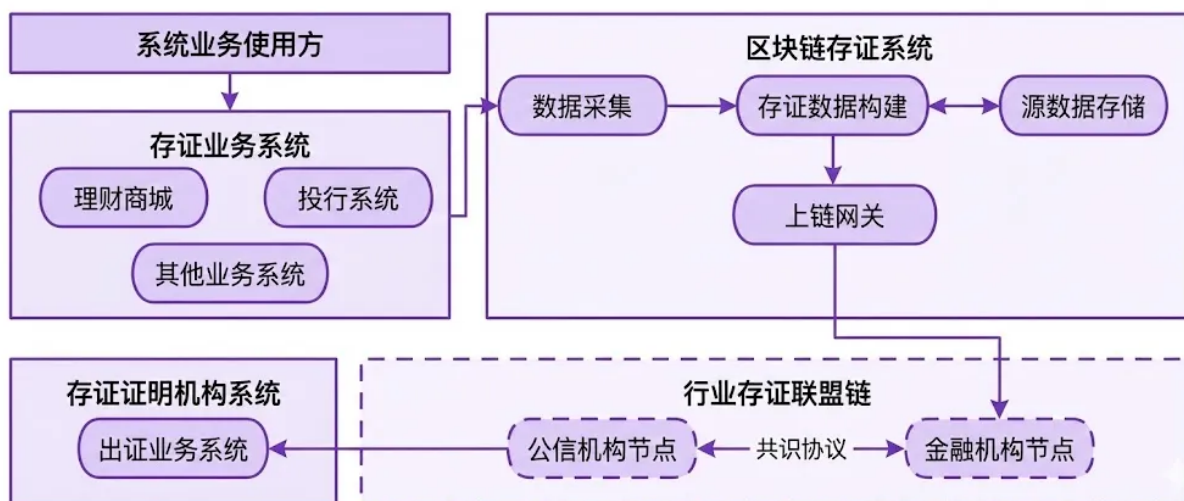 系统业务使用方
存证业务系统
理财商城
投行系统
其他业务系统
区块链存证系统
数据采集
存证数据构建
源数据存储
上链网关
存证证明机构系统
出证业务系统
行业存证联盟链
公信机构节点
共识协议
金融机构节点